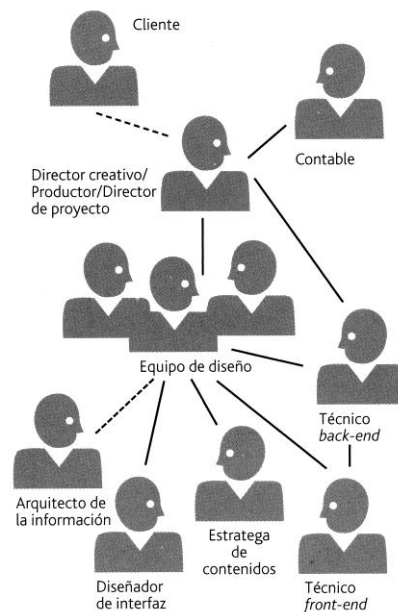 Cliente
Contable
Director creativo/
Productor/Director
de proyecto
Equipo de diseño
Técnico
back-end
Arquitecto de
la información
Estratega
de
contenidos
Diseñador
de interfaz
Técnico
front-end